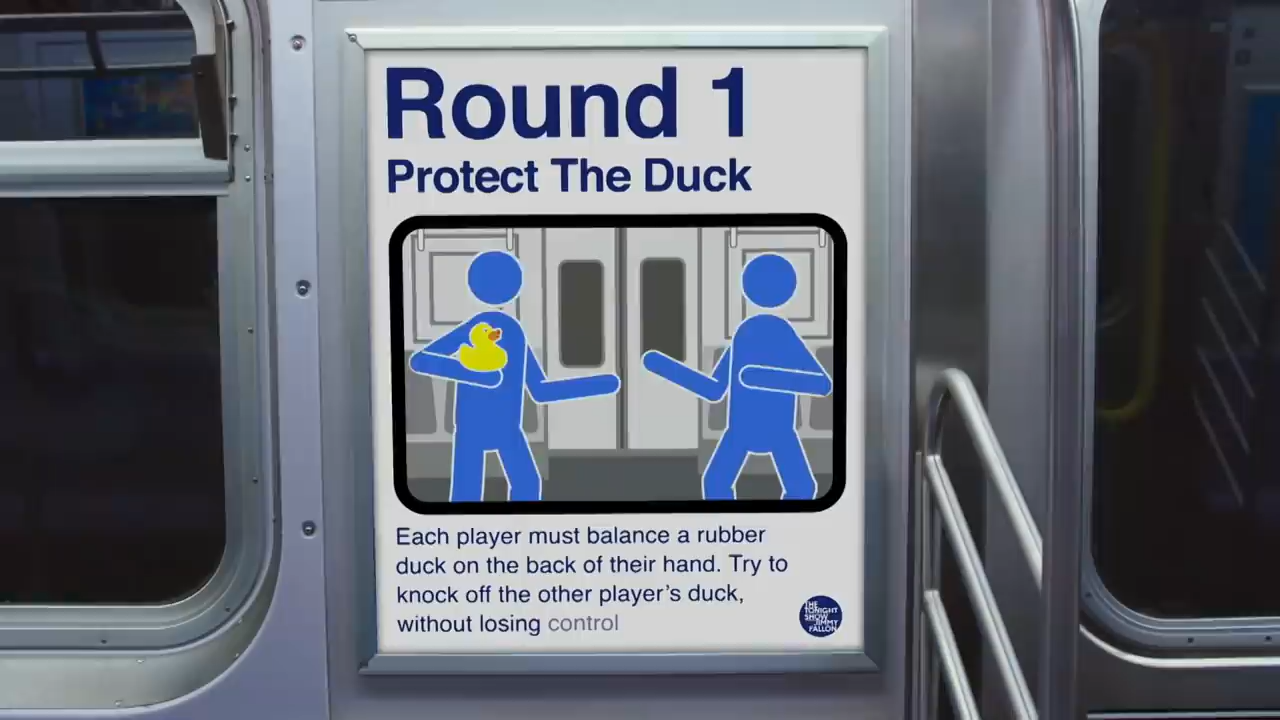 Round 1
Protect The Duck
Each player must balance a rubber
duck on the back of their hand. Try to
knock off the other player's duck,
without losing control
THE
TONIGHT
SHOW
JIMMY
FALLON